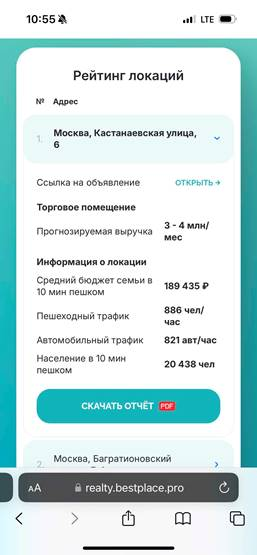 10:55
LTE
Рейтинг локаций
№ Адрес
1. Москва, Кастанаевская улица,
6
Ссылка на объявление ОТКРЫТЬ →
Торговое помещение
Прогнозируемая выручка 3 - 4 млн/
мес
Информация о локации
Средний бюджет семьи в
10 мин пешком 189 435 ₽
Пешеходный трафик 886 чел/
час
Автомобильный трафик 821 авт/час
Население в 10 мин
пешком 20 438 чел
СКАЧАТЬ ОТЧЁТ PDF
2. Москва, Багратионовский
AA realty.bestplace.pro